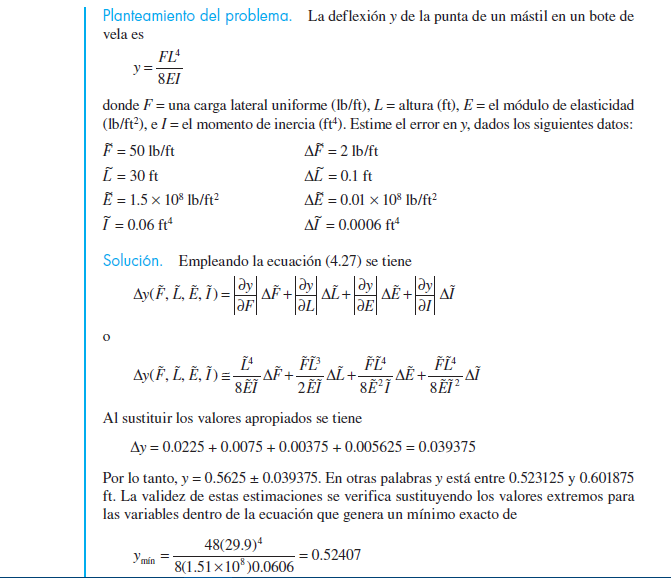 Planteamiento del problema. La deflexión y de la punta de un mástil en un bote de
vela es
y = FL⁴ / 8EI
donde F = una carga lateral uniforme (lb/ft), L = altura (ft), E = el módulo de elasticidad
(lb/ft²), e I = el momento de inercia (ft⁴). Estime el error en y, dados los siguientes datos:
F̃ = 50 lb/ft ΔF̃ = 2 lb/ft
L̃ = 30 ft ΔL̃ = 0.1 ft
Ẽ = 1.5 × 10⁸ lb/ft² ΔẼ = 0.01 × 10⁸ lb/ft²
Ĩ = 0.06 ft⁴ ΔĨ = 0.0006 ft⁴
Solución. Empleando la ecuación (4.27) se tiene
Δy(F̃, L̃, Ẽ, Ĩ) = |∂y/∂F| ΔF̃ + |∂y/∂L| ΔL̃ + |∂y/∂E| ΔẼ + |∂y/∂I| ΔĨ
o
Δy(F̃, L̃, Ẽ, Ĩ) ≡ L̃⁴/8ẼĨ ΔF̃ + F̃L̃³/2ẼĨ ΔL̃ + F̃L̃⁴/8Ẽ²Ĩ ΔẼ + F̃L̃⁴/8ẼĨ² ΔĨ
Al sustituir los valores apropiados se tiene
Δy = 0.0225 + 0.0075 + 0.00375 + 0.005625 = 0.039375
Por lo tanto, y = 0.5625 ± 0.039375. En otras palabras y está entre 0.523125 y 0.601875
ft. La validez de estas estimaciones se verifica sustituyendo los valores extremos para
las variables dentro de la ecuación que genera un mínimo exacto de
yₘíₙ = 48(29.9)⁴ / 8(1.51×10⁸)0.0606 = 0.52407